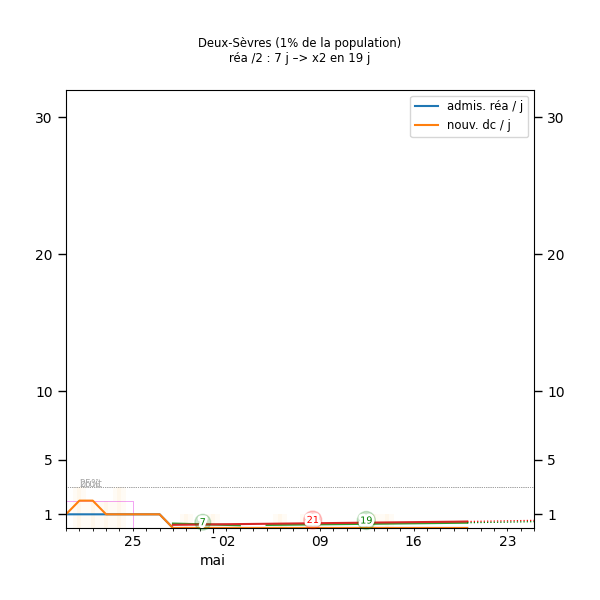 Deux-Sèvres (1% de la population)
réa /2 : 7 j –> x2 en 19 j
admis. réa / j
nouv. dc / j
30 30
20 20
10 10
5 5
1 1
7 21 19
25 - 02 09 16 23
mai